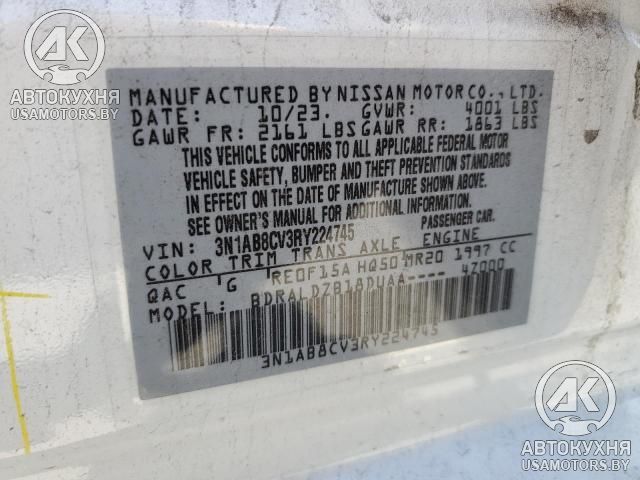 MANUFACTURED BY NISSAN MOTOR CO., LTD.
DATE: 10/23. GVWR: 4001 LBS
GAWR FR: 2161 LBS GAWR RR: 1863 LBS
THIS VEHICLE CONFORMS TO ALL APPLICABLE FEDERAL MOTOR
VEHICLE SAFETY, BUMPER AND THEFT PREVENTION STANDARDS
IN EFFECT ON THE DATE OF MANUFACTURE SHOWN ABOVE.
SEE OWNER'S MANUAL FOR ADDITIONAL INFORMATION.
VIN: 3N1AB8CV3RY224745 PASSENGER CAR.
COLOR TRIM TRANS AXLE ENGINE
QAC G RE0F15A HQ50 MR20 1997 CC
MODEL: BDRALDZB18DUAA---- 47000
3N1AB8CV3RY224745
AK
АВТОКУХНЯ
USAMOTORS.BY
AK
АВТОКУХНЯ
USAMOTORS.BY